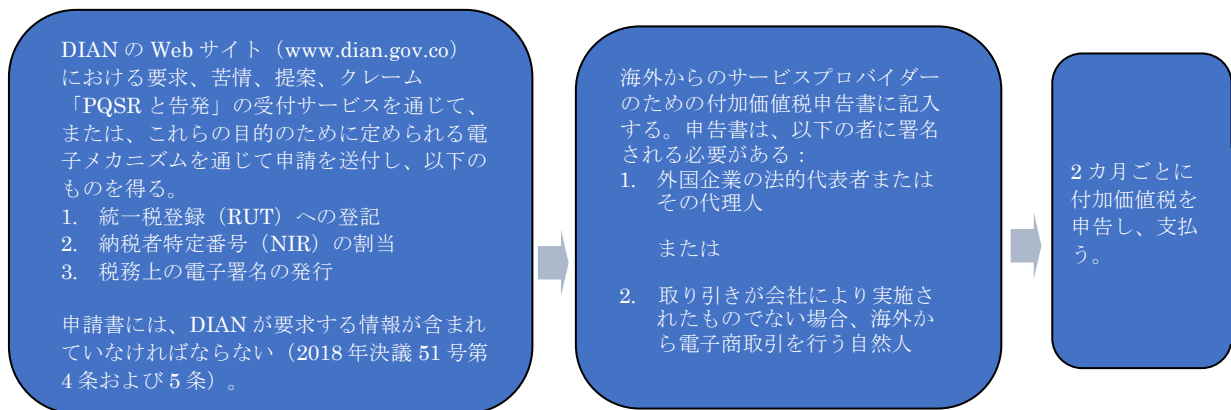 DIAN の Web サイト（www.dian.gov.co）
における要求、苦情、提案、クレーム
「PQSR と告発」の受付サービスを通じて、
または、これらの目的のために定められる電
子メカニズムを通じて申請を送付し、以下の
ものを得る。
1. 統一税登録（RUT）への登記
2. 納税者特定番号（NIR）の割当
3. 税務上の電子署名の発行
申請書には、DIAN が要求する情報が含まれ
ていなければならない（2018 年決議 51 号第
4 条および 5 条）。
海外からのサービスプロバイダー
のための付加価値税申告書に記入
する。申告書は、以下の者に署名
される必要がある：
1. 外国企業の法的代表者または
その代理人
または
2. 取り引きが会社により実施さ
れたものでない場合、海外か
ら電子商取引を行う自然人
2 カ月ごとに
付加価値税を
申告し、支払
う。